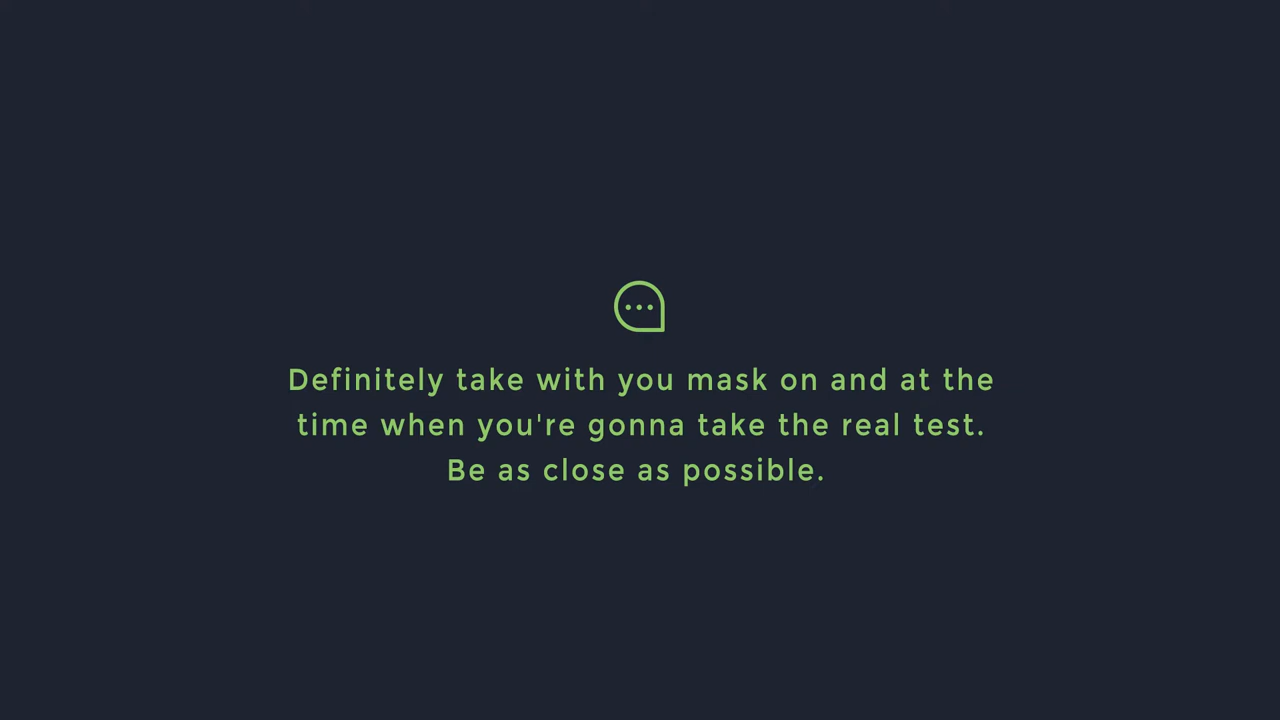 Definitely take with you mask on and at the
time when you're gonna take the real test.
Be as close as possible.